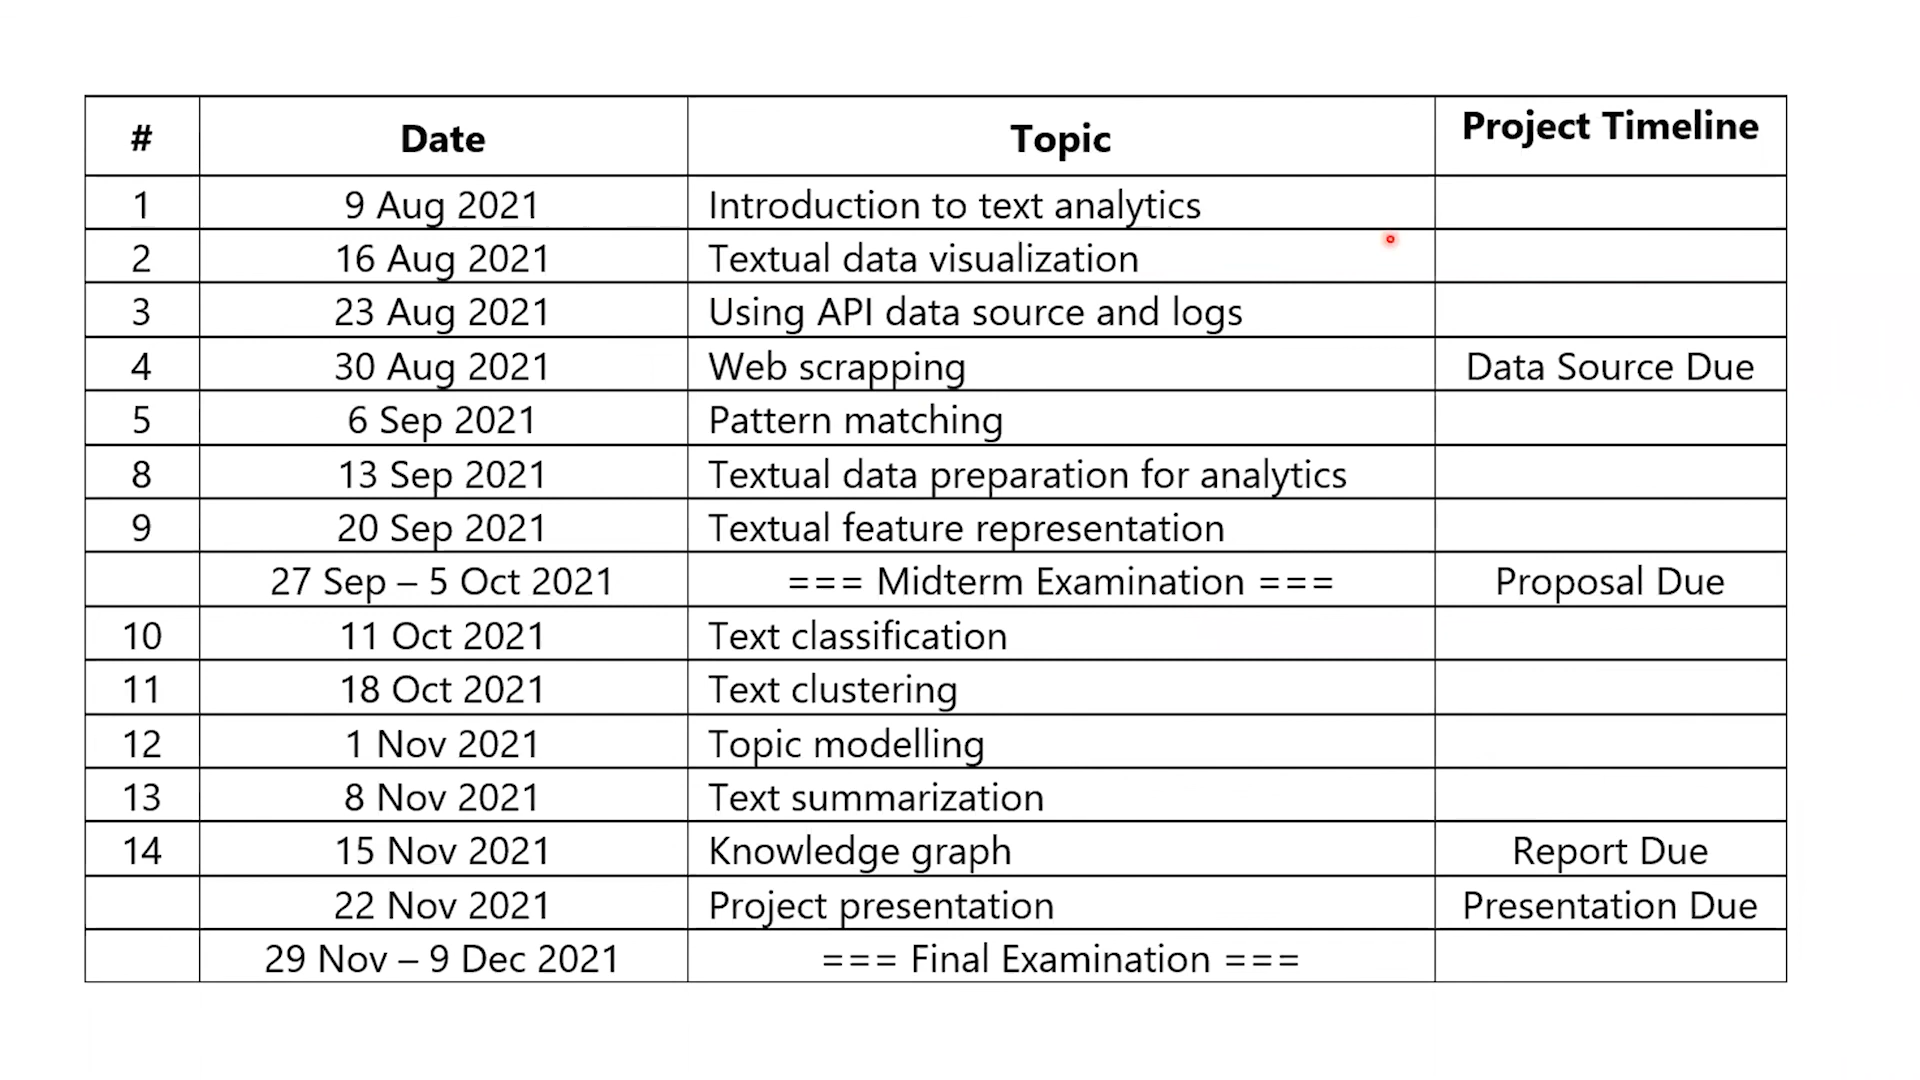 # Date Topic Project Timeline
1 9 Aug 2021 Introduction to text analytics
2 16 Aug 2021 Textual data visualization
3 23 Aug 2021 Using API data source and logs
4 30 Aug 2021 Web scrapping Data Source Due
5 6 Sep 2021 Pattern matching
8 13 Sep 2021 Textual data preparation for analytics
9 20 Sep 2021 Textual feature representation
27 Sep – 5 Oct 2021 === Midterm Examination === Proposal Due
10 11 Oct 2021 Text classification
11 18 Oct 2021 Text clustering
12 1 Nov 2021 Topic modelling
13 8 Nov 2021 Text summarization
14 15 Nov 2021 Knowledge graph Report Due
22 Nov 2021 Project presentation Presentation Due
29 Nov – 9 Dec 2021 === Final Examination ===